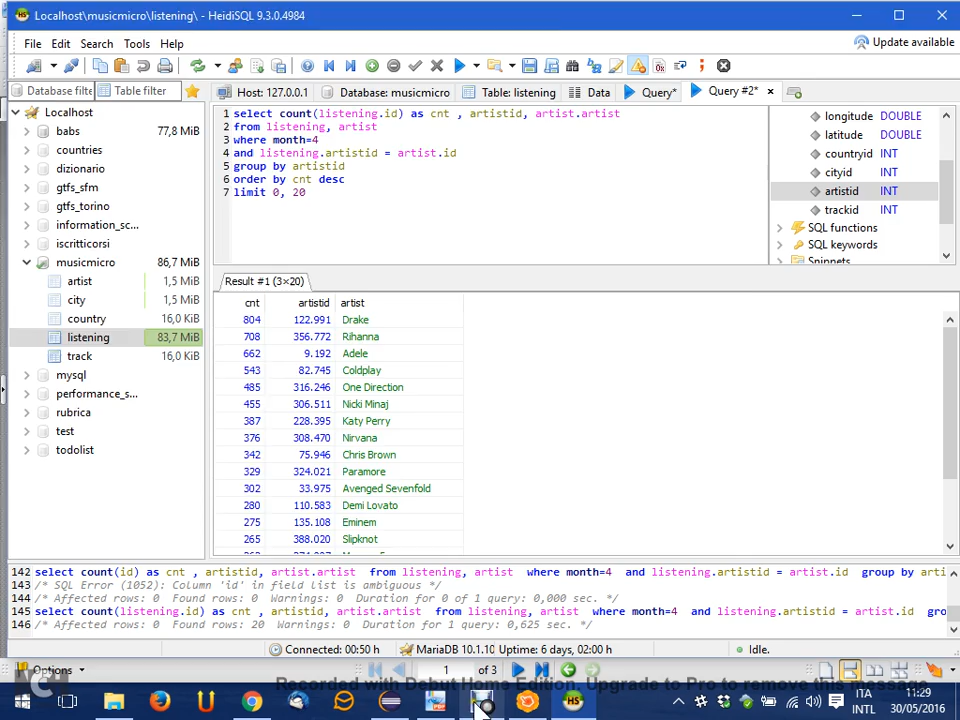 Localhost\musicmicro\listening\ - HeidiSQL 9.3.0.4984
File Edit Search Tools Help
Update available
Database filte Table filter Host: 127.0.0.1 Database: musicmicro Table: listening Data Query* Query #2*
Localhost
babs 77,8 MiB
countries
dizionario
gtfs_sfm
gtfs_torino
information_sc...
iscritticorsi
musicmicro 86,7 MiB
artist 1,5 MiB
city 1,5 MiB
country 16,0 KiB
listening 83,7 MiB
track 16,0 KiB
mysql
performance_s...
rubrica
test
todolist
1 select count(listening.id) as cnt , artistid, artist.artist
2 from listening, artist
3 where month=4
4 and listening.artistid = artist.id
5 group by artistid
6 order by cnt desc
7 limit 0, 20
longitude DOUBLE
latitude DOUBLE
countryid INT
cityid INT
artistid INT
trackid INT
SQL functions
SQL keywords
Snippets
Result #1 (3×20)
cnt artistid artist
804 122.991 Drake
708 356.772 Rihanna
662 9.192 Adele
543 82.745 Coldplay
485 316.246 One Direction
455 306.511 Nicki Minaj
387 228.395 Katy Perry
376 308.470 Nirvana
342 75.946 Chris Brown
329 324.021 Paramore
302 33.975 Avenged Sevenfold
280 110.583 Demi Lovato
275 135.108 Eminem
265 388.020 Slipknot
142 select count(id) as cnt , artistid, artist.artist from listening, artist where month=4 and listening.artistid = artist.id group by arti
143 /* SQL Error (1052): Column 'id' in field list is ambiguous */
144 /* Affected rows: 0 Found rows: 0 Warnings: 0 Duration for 0 of 1 query: 0,000 sec. */
145 select count(listening.id) as cnt , artistid, artist.artist from listening, artist where month=4 and listening.artistid = artist.id gro
146 /* Affected rows: 0 Found rows: 20 Warnings: 0 Duration for 1 query: 0,625 sec. */
Connected: 00:50 h MariaDB 10.1.10 Uptime: 6 days, 02:00 h Idle.
Options 1 of 3
Recorded with Debut Home Edition. Upgrade to Pro to remove this message
ITA
INTL
11:29
30/05/2016